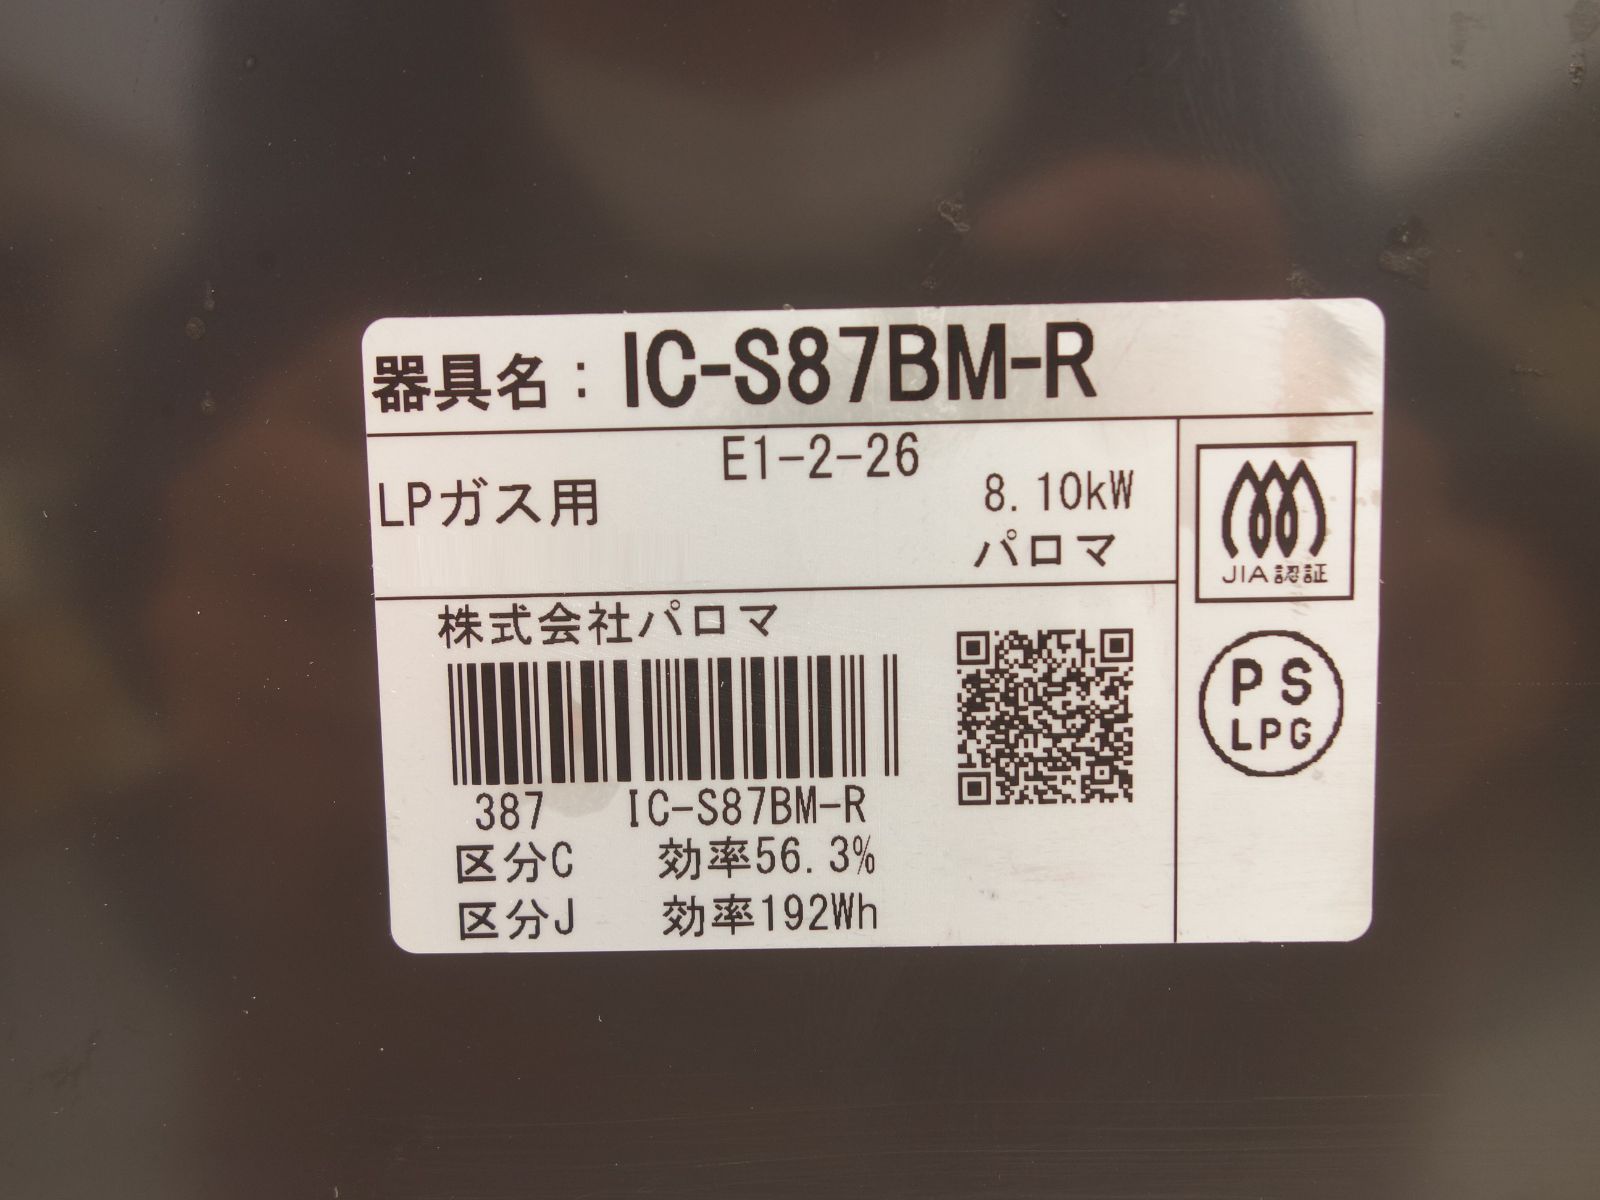 器具名：IC-S87BM-R
E1-2-26
LPガス用
8.10kW
パロマ
JIA認証
株式会社パロマ
387 IC-S87BM-R
区分C 効率56.3%
区分J 効率192Wh
PS
LPG